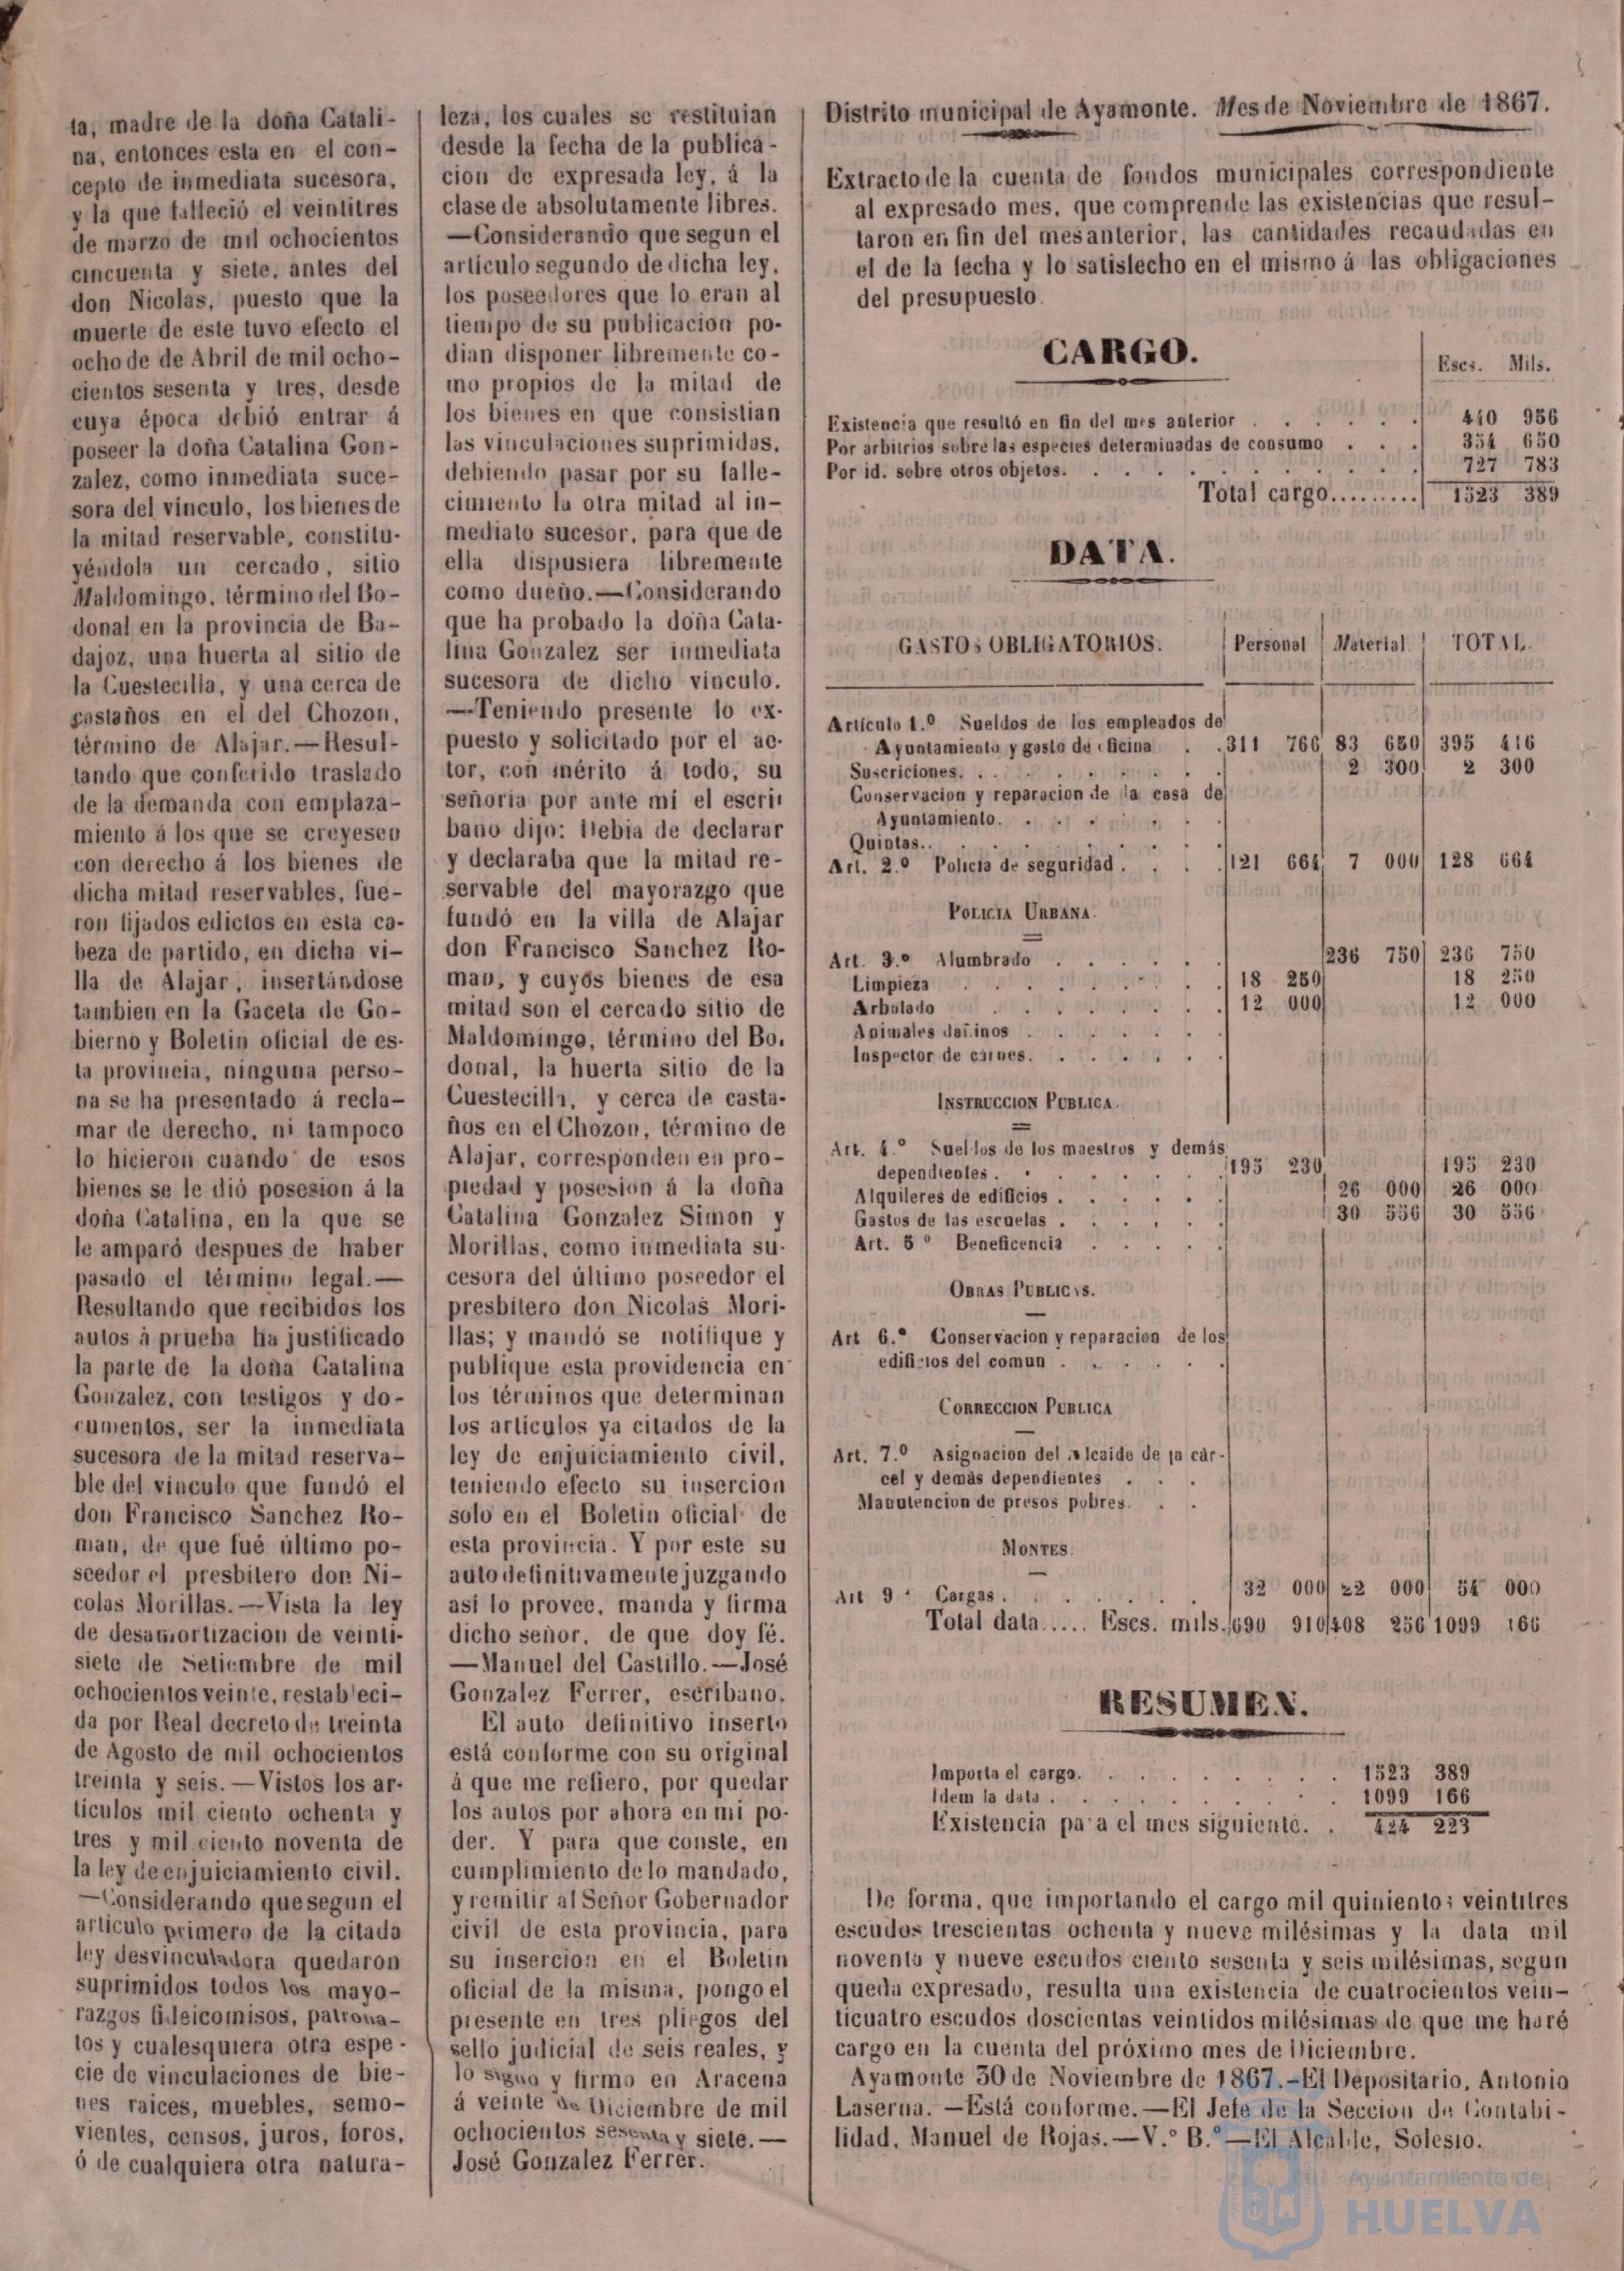 ta, madre de la doña Catali-
na, entonces esta en el con-
cepto de inmediata sucesora,
y la que falleció el veintitres
de marzo de mil ochocientos
cincuenta y siete, antes del
don Nicolas, puesto que la
muerte de este tuvo efecto el
ocho de de Abril de mil ocho-
cientos sesenta y tres, desde
cuya época debió entrar á
poseer la doña Catalina Gon-
zalez, como inmediata suce-
sora del vínculo, los bienes de
la mitad reservable, constitu-
yéndola un cercado, sitio
Maldomingo, término del Bo-
donal en la provincia de Ba-
dajoz, una huerta al sitio de
la Cuestecilla, y una cerca de
castaños en el del Chozon,
término de Alajar.—Resul-
tando que conferido traslado
de la demanda con emplaza-
miento á los que se creyesen
con derecho á los bienes de
dicha mitad reservables, fue-
ron fijados edictos en esta ca-
beza de partido, en dicha vi-
lla de Alajar, insertándose
tambien en la Gaceta de Go-
bierno y Boletin oficial de es-
ta provincia, ninguna perso-
na se ha presentado á recla-
mar de derecho, ni tampoco
lo hicieron cuando de esos
bienes se le dió posesion á la
doña Catalina, en la que se
le amparó despues de haber
pasado el término legal.—
Resultando que recibidos los
autos á prueba ha justificado
la parte de la doña Catalina
Gonzalez, con testigos y do-
cumentos, ser la inmediata
sucesora de la mitad reserva-
ble del vínculo que fundó el
don Francisco Sanchez Ro-
man, de que fué último po-
seedor el presbitero don Ni-
colas Morillas.—Vista la ley
de desamortizacion de veinti-
siete de Setiembre de mil
ochocientos veinte, restableci-
da por Real decreto de treinta
de Agosto de mil ochocientos
treinta y seis.—Vistos los ar-
tículos mil ciento ochenta y
tres y mil ciento noventa de
la ley de enjuiciamiento civil.
—Considerando que segun el
artículo primero de la citada
ley desvinculadora quedaron
suprimidos todos los mayo-
razgos fideicomisos, patrona-
tos y cualesquiera otra espe-
cie de vinculaciones de bie-
nes raices, muebles, semo-
vientes, censos, juros, foros,
ó de cualquiera otra natura-
leza, los cuales se restituian
desde la fecha de la publica-
cion de expresada ley, á la
clase de absolutamente libres.
—Considerando que segun el
artículo segundo de dicha ley,
los poseedores que lo eran al
tiempo de su publicacion po-
dian disponer libremente co-
mo propios de la mitad de
los bienes en que consistian
las vinculaciones suprimidas,
debiendo pasar por su falle-
cimiento la otra mitad al in-
mediato sucesor, para que de
ella dispusiera libremente
como dueño.—Considerando
que ha probado la doña Cata-
lina Gonzalez ser inmediata
sucesora de dicho vínculo.
—Teniendo presente lo ex-
puesto y solicitado por el ac-
tor, con mérito á todo, su
señoria por ante mi el escri
bano dijo: Debia de declarar
y declaraba que la mitad re-
servable del mayorazgo que
fundó en la villa de Alajar
don Francisco Sanchez Ro-
man, y cuyos bienes de esa
mitad son el cercado sitio de
Maldomingo, término del Bo-
donal, la huerta sitio de la
Cuestecilla, y cerca de casta-
ños en el Chozon, término de
Alajar, corresponden en pro-
piedad y posesion á la doña
Catalina Gonzalez Simon y
Morillas, como inmediata su-
cesora del último poseedor el
presbitero don Nicolas Mori-
llas; y mandó se notifique y
publique esta providencia en
los términos que determinan
los artículos ya citados de la
ley de enjuiciamiento civil,
teniendo efecto su insercion
solo en el Boletin oficial de
esta provincia. Y por este su
auto definitivamente juzgando
así lo provee, manda y firma
dicho señor, de que doy fé.
—Manuel del Castillo.—José
Gonzalez Ferrer, escribano.
El auto definitivo inserto
está conforme con su original
á que me refiero, por quedar
los autos por ahora en mi po-
der. Y para que conste, en
cumplimiento de lo mandado,
y remitir al Señor Gobernador
civil de esta provincia, para
su insercion en el Boletin
oficial de la misma, pongo el
presente en tres pliegos del
sello judicial de seis reales, y
lo signo y firmo en Aracena
á veinte de Diciembre de mil
ochocientos sesenta y siete.—
José Gonzalez Ferrer.
Distrito municipal de Ayamonte. Mes de Noviembre de 1867.
Extracto de la cuenta de fondos municipales correspondiente
al expresado mes, que comprende las existencias que resul-
taron en fin del mes anterior, las cantidades recaudadas en
el de la fecha y lo satisfecho en el mismo á las obligaciones
del presupuesto.
CARGO.
Escs. Mils.
Existencia que resultó en fin del mes anterior . . . . . . 440 956
Por arbitrios sobre las especies determinadas de consumo . . . 354 650
Por id. sobre otros objetos. . . . 727 783
Total cargo......... 1523 389
DATA.
GASTOS OBLIGATORIOS. Personal Material TOTAL.
Artículo 1.º Sueldos de los empleados de
Ayuntamiento y gasto de oficina . . 311 766 83 650 395 416
Suscriciones. . . . 2 300 2 300
Conservacion y reparacion de la casa de
Ayuntamiento. . . . .
Quintas. . . . .
Art. 2.º Policía de seguridad . . . . 121 664 7 000 128 664
POLICIA URBANA.
Art. 3.º Alumbrado . . . . . . 236 750 236 750
Limpieza . . . . . . 18 250 18 250
Arbolado . . . . . . 12 000 12 000
Animales dañinos . . . . . .
Inspector de carnes. . . . . . .
INSTRUCCION PUBLICA.
Art. 4.º Sueldos de los maestros y demás
dependientes . . . . . . 195 230 195 230
Alquileres de edificios . . . . . . 26 000 26 000
Gastos de las escuelas . . . . . . 30 556 30 556
Art. 5º Beneficencia . . . . .
OBRAS PUBLICAS.
Art 6.º Conservacion y reparacion de los
edificios del comun . . . . . .
CORRECCION PUBLICA
Art. 7.º Asignacion del Alcaide de la cár-
cel y demás dependientes . . .
Manutencion de presos pobres. . .
MONTES.
Art 9º Cargas . . . . . . 32 000 22 000 54 000
Total data..... Escs. mils. 690 910 408 256 1099 166
RESUMEN.
Importa el cargo. . . . . . . . . 1523 389
Idem la data . . . . . . . . . 1099 166
Existencia para el mes siguiente. . 424 223
De forma, que importando el cargo mil quinientos veintitres
escudos trescientas ochenta y nueve milésimas y la data mil
noventa y nueve escudos ciento sesenta y seis milésimas, segun
queda expresado, resulta una existencia de cuatrocientos vein-
ticuatro escudos doscientas veintidos milésimas de que me haré
cargo en la cuenta del próximo mes de Diciembre.
Ayamonte 30 de Noviembre de 1867.—El Depositario, Antonio
Laserna.—Está conforme.—El Jefe de la Seccion de Contabi-
lidad, Manuel de Rojas.—V.º B.º—El Alcalde, Solesio.
Ayuntamiento de
HUELVA